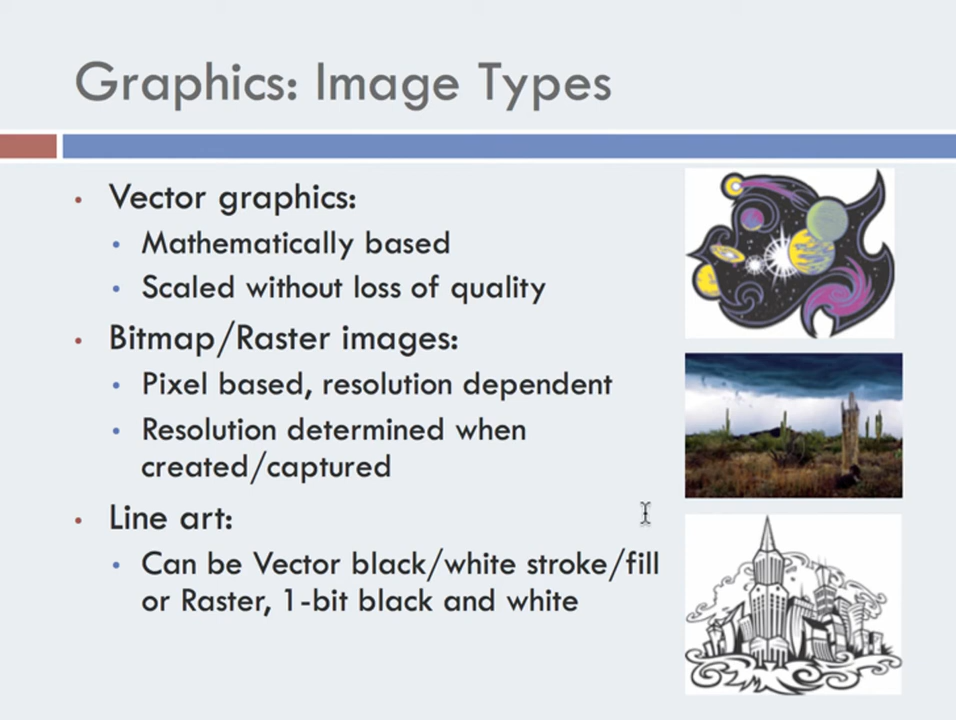 Graphics: Image Types
• Vector graphics:
• Mathematically based
• Scaled without loss of quality
• Bitmap/Raster images:
• Pixel based, resolution dependent
• Resolution determined when
created/captured
• Line art:
• Can be Vector black/white stroke/fill
or Raster, 1-bit black and white